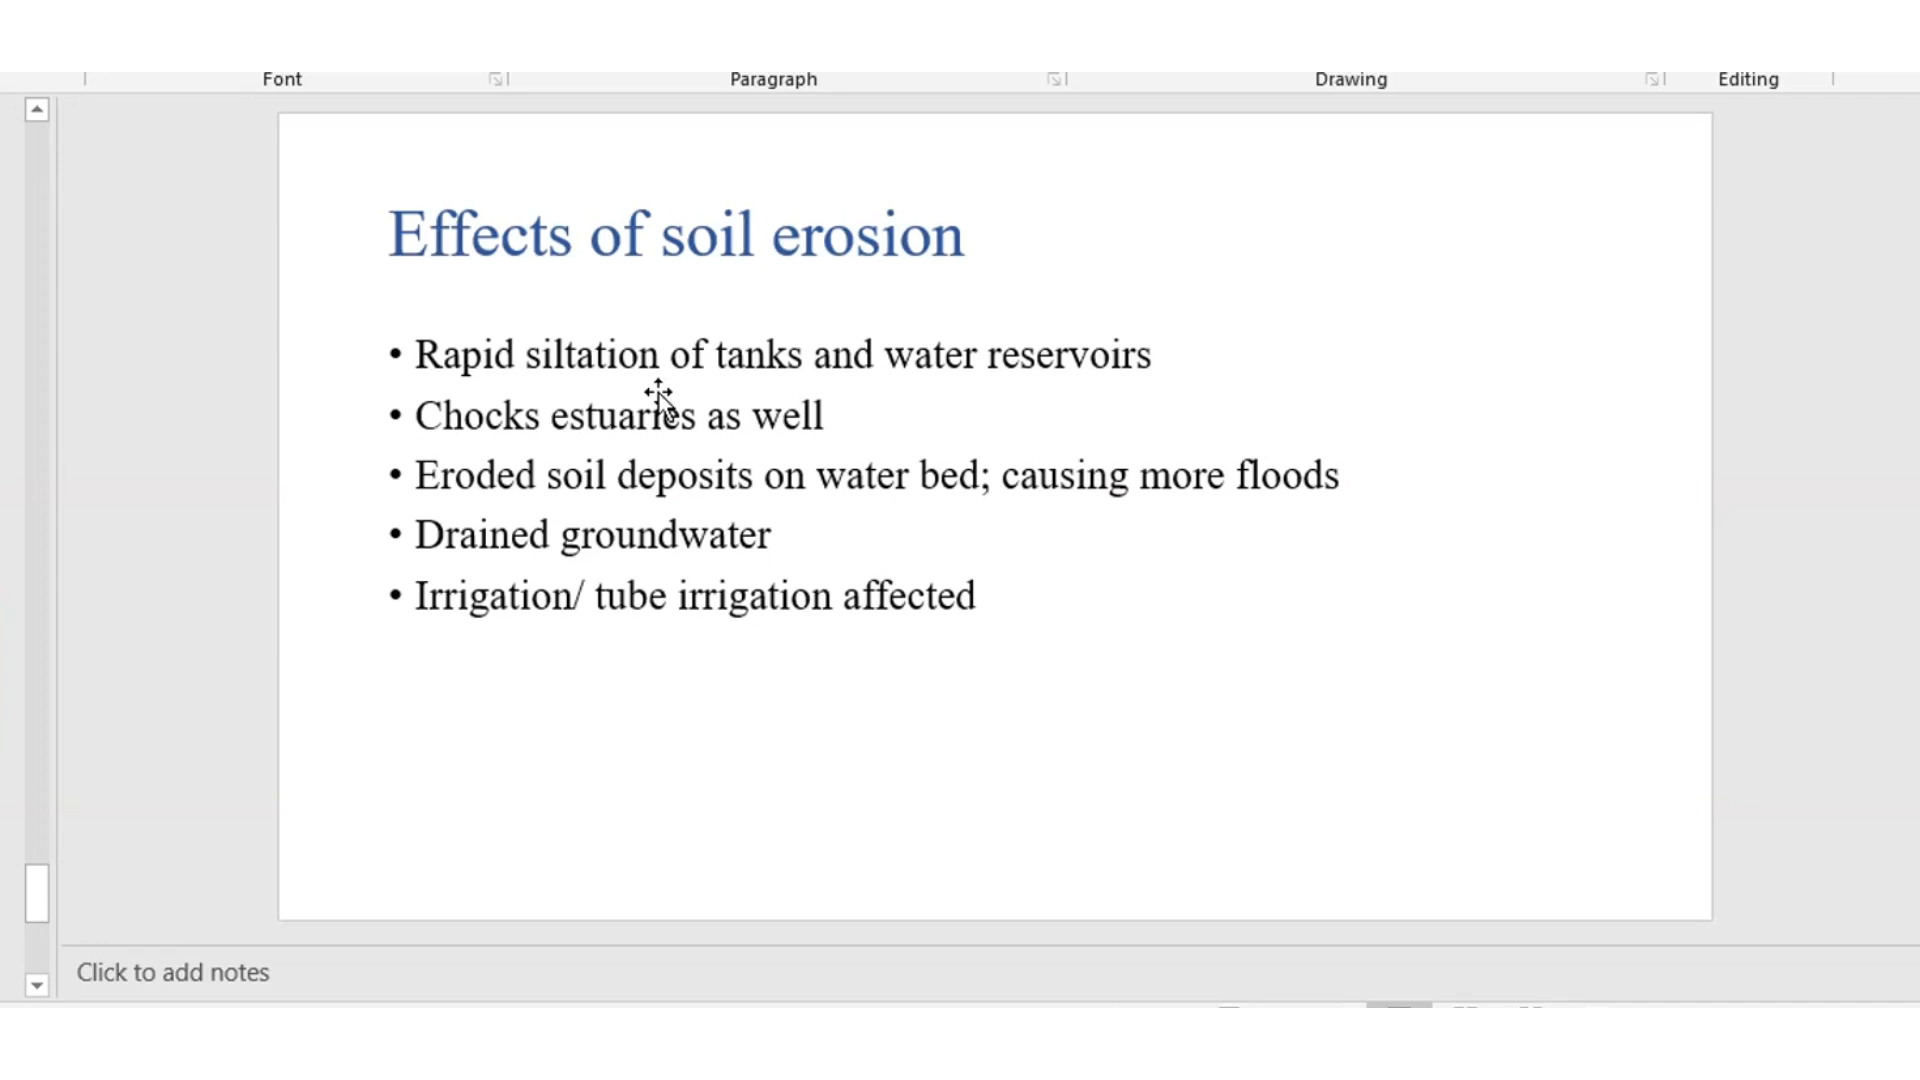 Font Paragraph Drawing Editing
Effects of soil erosion
• Rapid siltation of tanks and water reservoirs
• Chocks estuaries as well
• Eroded soil deposits on water bed; causing more floods
• Drained groundwater
• Irrigation/ tube irrigation affected
Click to add notes